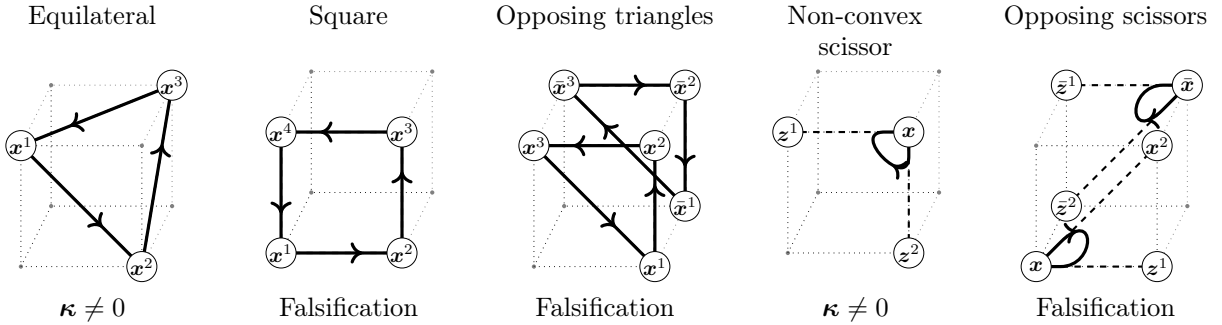 Equilateral
Square
Opposing triangles
Non-convex
scissor
Opposing scissors
x³
x¹
x²
x⁴
x³
x¹
x²
x̄³
x̄²
x³
x²
x̄¹
x¹
z¹
x
z²
z̄¹
x̄
x²
z̄²
x
z¹
κ ≠ 0
Falsification
Falsification
κ ≠ 0
Falsification